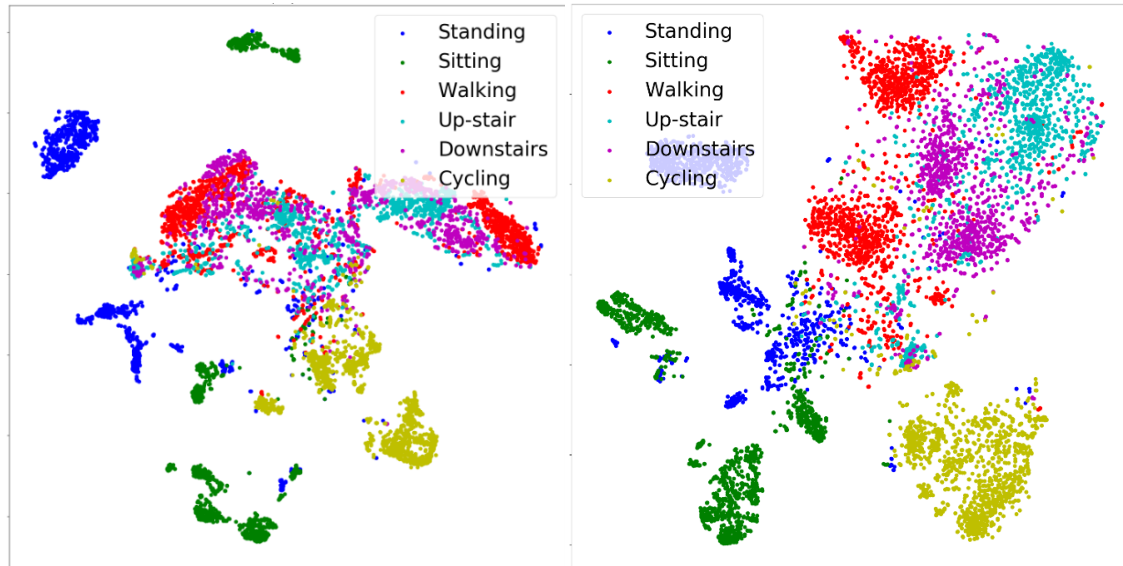 Standing
Sitting
Walking
Up-stair
Downstairs
Cycling
Standing
Sitting
Walking
Up-stair
Downstairs
Cycling